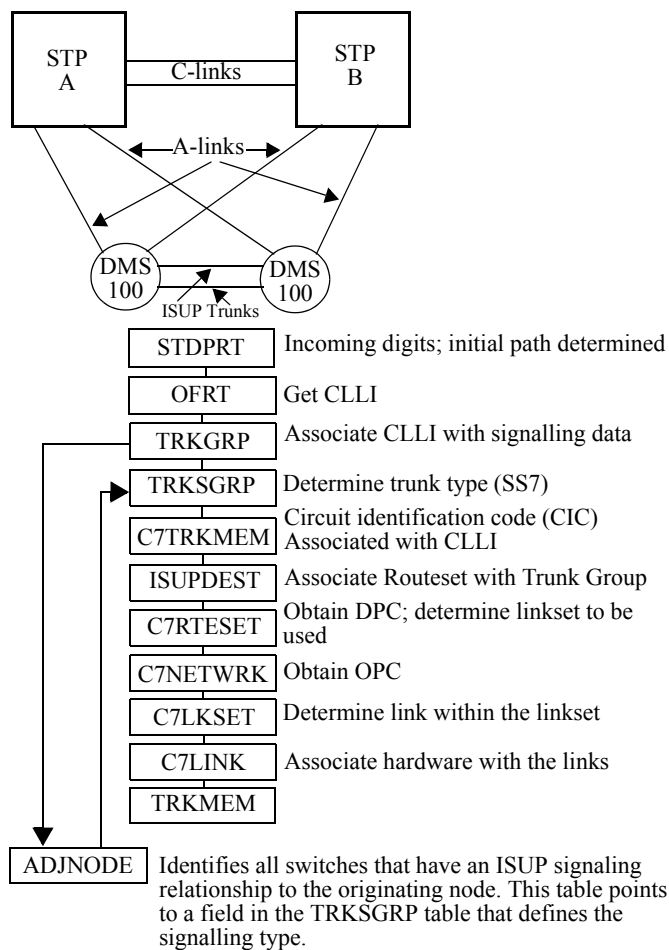 STP
A
C-links
STP
B
A-links
DMS
100
DMS
100
ISUP Trunks
STDPRT
Incoming digits; initial path determined
OFRT
Get CLLI
TRKGRP
Associate CLLI with signalling data
TRKSGRP
Determine trunk type (SS7)
C7TRKMEM
Circuit identification code (CIC)
Associated with CLLI
ISUPDEST
Associate Routeset with Trunk Group
C7RTESET
Obtain DPC; determine linkset to be
used
C7NETWRK
Obtain OPC
C7LKSET
Determine link within the linkset
C7LINK
Associate hardware with the links
TRKMEM
ADJNODE
Identifies all switches that have an ISUP signaling
relationship to the originating node. This table points
to a field in the TRKSGRP table that defines the
signalling type.